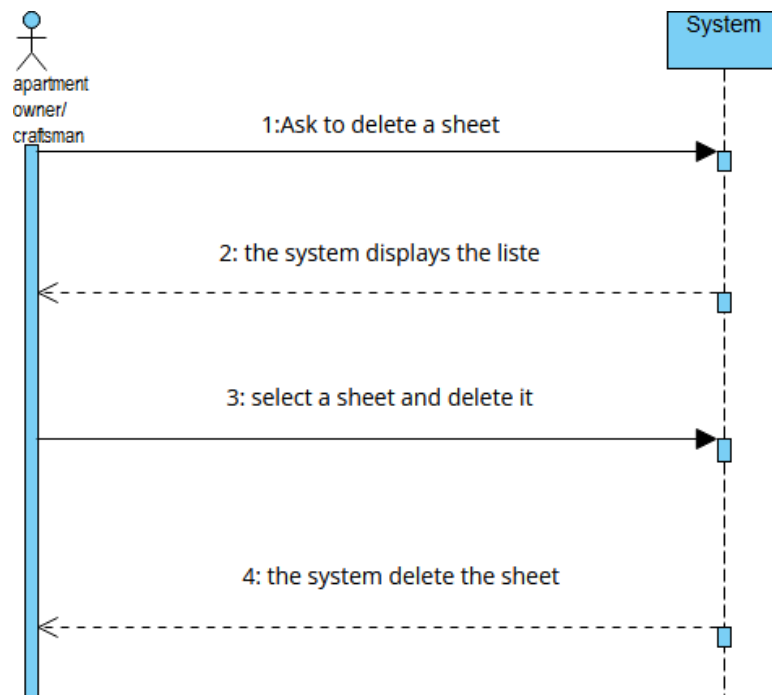 System
apartment
owner/
craftsman
1:Ask to delete a sheet
2: the system displays the liste
3: select a sheet and delete it
4: the system delete the sheet